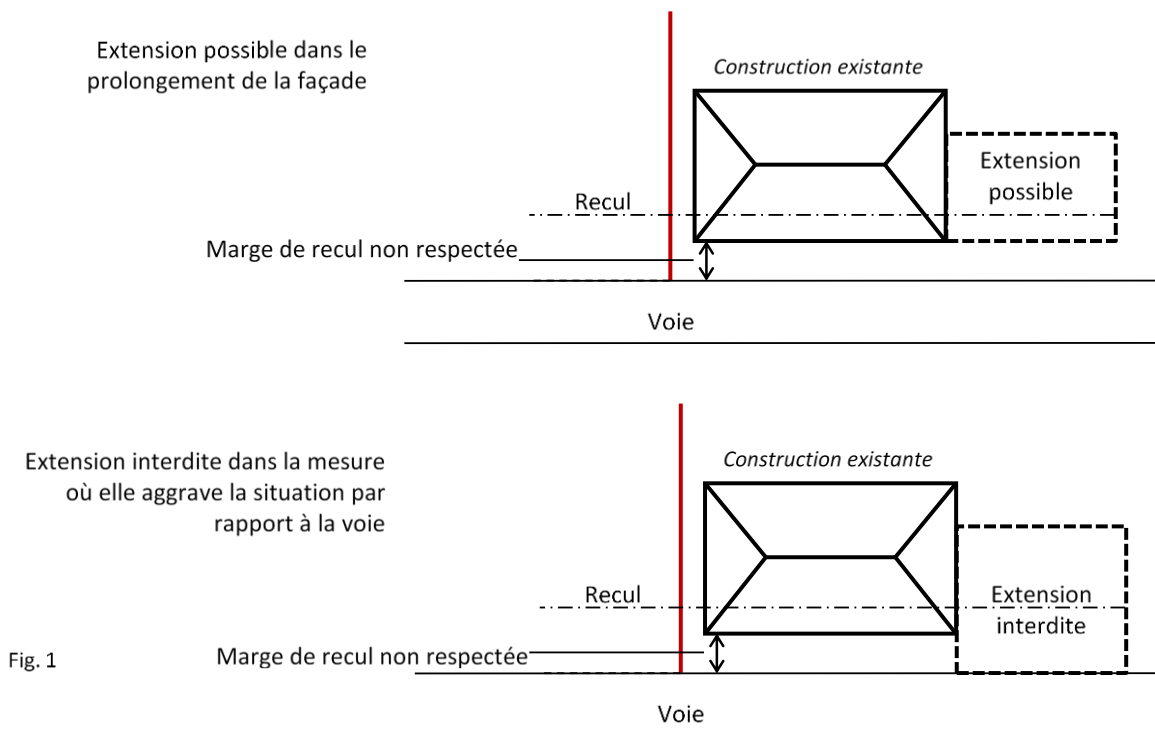 Extension possible dans le
prolongement de la façade
Construction existante
Extension
possible
Recul
Marge de recul non respectée
Voie
Extension interdite dans la mesure
où elle aggrave la situation par
rapport à la voie
Construction existante
Recul
Extension
interdite
Fig. 1
Marge de recul non respectée
Voie